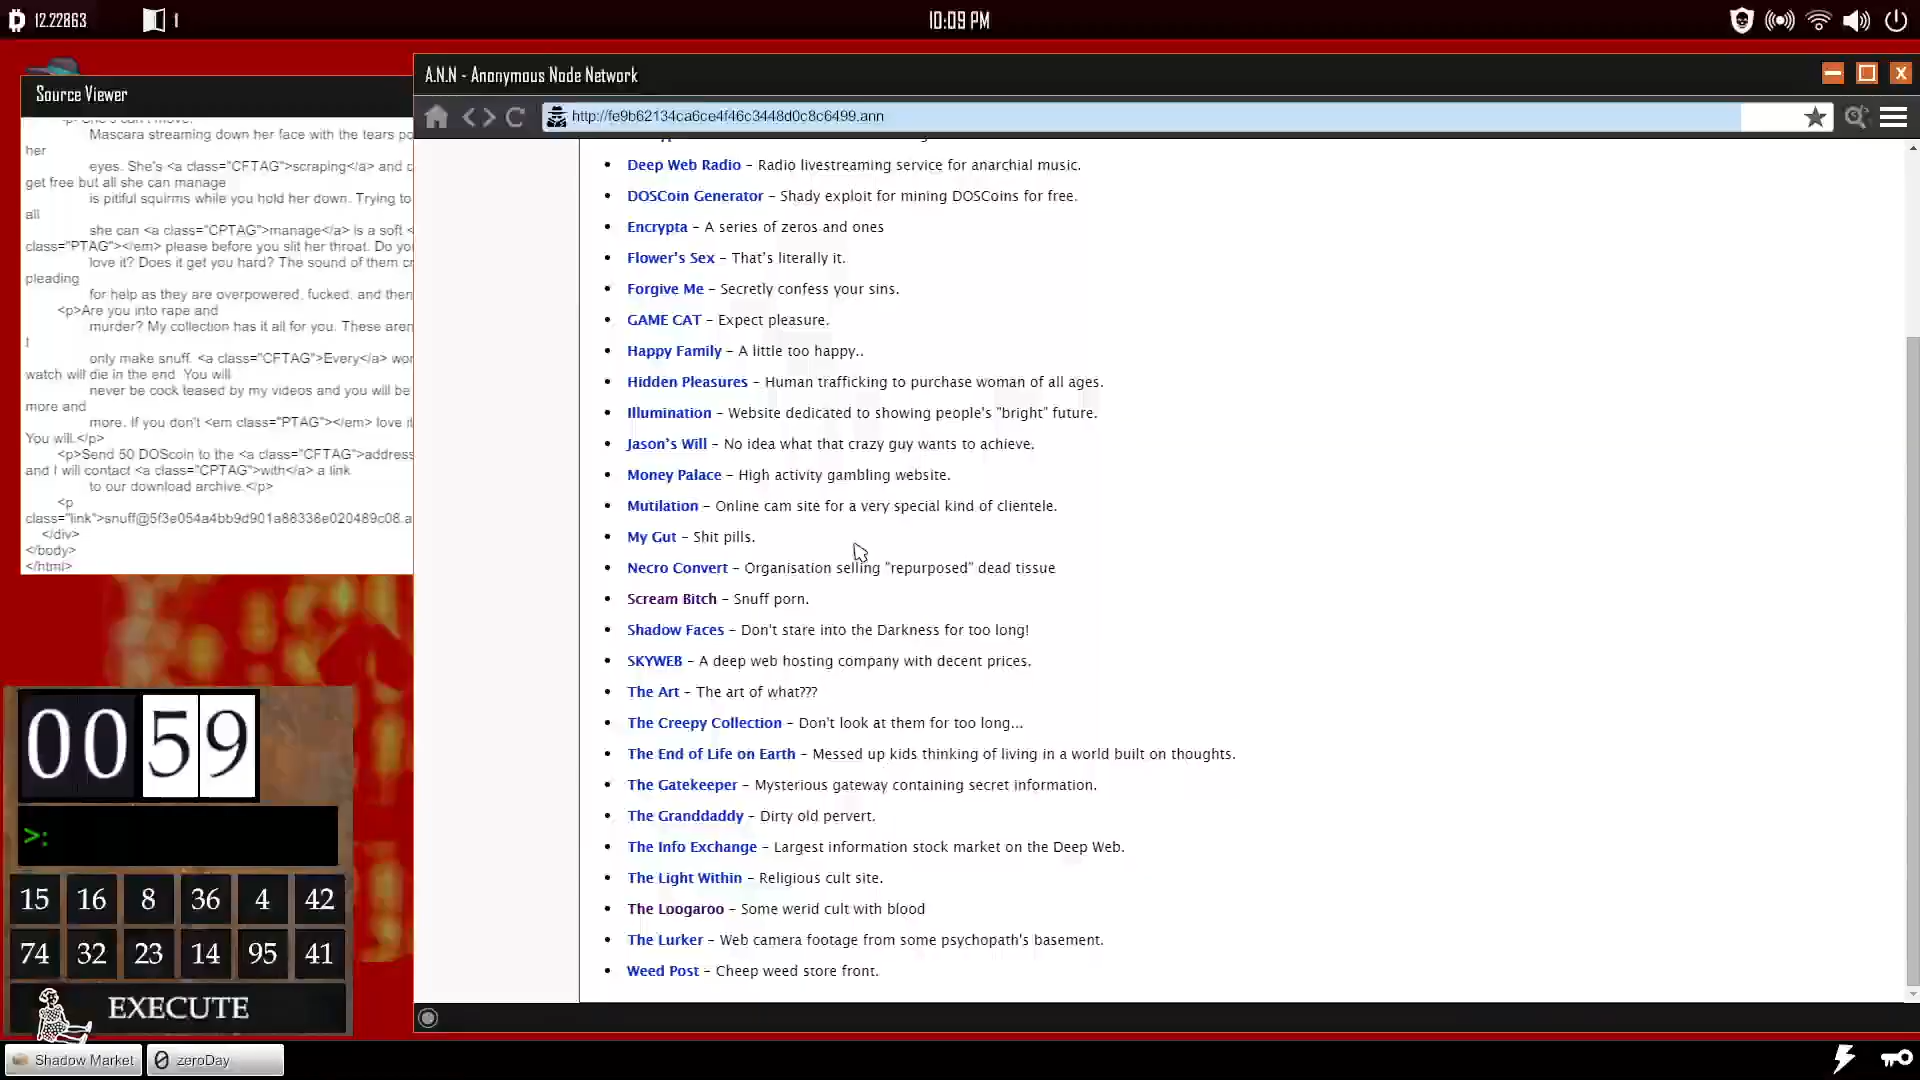 12.22863
1
10:09 PM
Source Viewer
<p> She's can't move.
Mascara streaming down her face with the tears po
her
eyes. She's <a class="CFTAG">scraping</a> and c
get free but all she can manage
is pitiful squirms while you hold her down. Trying to
all
she can <a class="CPTAG">manage</a> is a soft <
class="PTAG"></em> please before you slit her throat. Do yo
love it? Does it get you hard? The sound of them cr
pleading
for help as they are overpowered, fucked, and then
<p>Are you into rape and
murder? My collection has it all for you. These aren
I
only make snuff. <a class="CFTAG">Every</a> wor
watch will die in the end. You will
never be cock teased by my videos and you will be
more and
more. If you don't <em class="PTAG"></em> love it
You will.</p>
<p>Send 50 DOScoin to the <a class="CFTAG">address
and I will contact <a class="CPTAG">with</a> a link
to our download archive.</p>
<p
class="link">snuff@5f3e054a4bb9d901a88338e020489c08.a
</div>
</body>
</html>
A.N.N - Anonymous Node Network
http://fe9b62134ca6ce4f46c3448d0c8c6499.ann
Deep Web Radio – Radio livestreaming service for anarchial music.
DOSCoin Generator – Shady exploit for mining DOSCoins for free.
Encrypta – A series of zeros and ones
Flower's Sex – That's literally it.
Forgive Me – Secretly confess your sins.
GAME CAT – Expect pleasure.
Happy Family – A little too happy..
Hidden Pleasures – Human trafficking to purchase woman of all ages.
Illumination – Website dedicated to showing people's "bright" future.
Jason's Will – No idea what that crazy guy wants to achieve.
Money Palace – High activity gambling website.
Mutilation – Online cam site for a very special kind of clientele.
My Gut – Shit pills.
Necro Convert – Organisation selling "repurposed" dead tissue
Scream Bitch – Snuff porn.
Shadow Faces – Don't stare into the Darkness for too long!
SKYWEB – A deep web hosting company with decent prices.
The Art – The art of what???
The Creepy Collection – Don't look at them for too long...
The End of Life on Earth – Messed up kids thinking of living in a world built on thoughts.
The Gatekeeper – Mysterious gateway containing secret information.
The Granddaddy – Dirty old pervert.
The Info Exchange – Largest information stock market on the Deep Web.
The Light Within – Religious cult site.
The Loogaroo – Some werid cult with blood
The Lurker – Web camera footage from some psychopath's basement.
Weed Post – Cheep weed store front.
00 59
>:
15 16 8 36 4 42
74 32 23 14 95 41
EXECUTE
Shadow Market
zeroDay